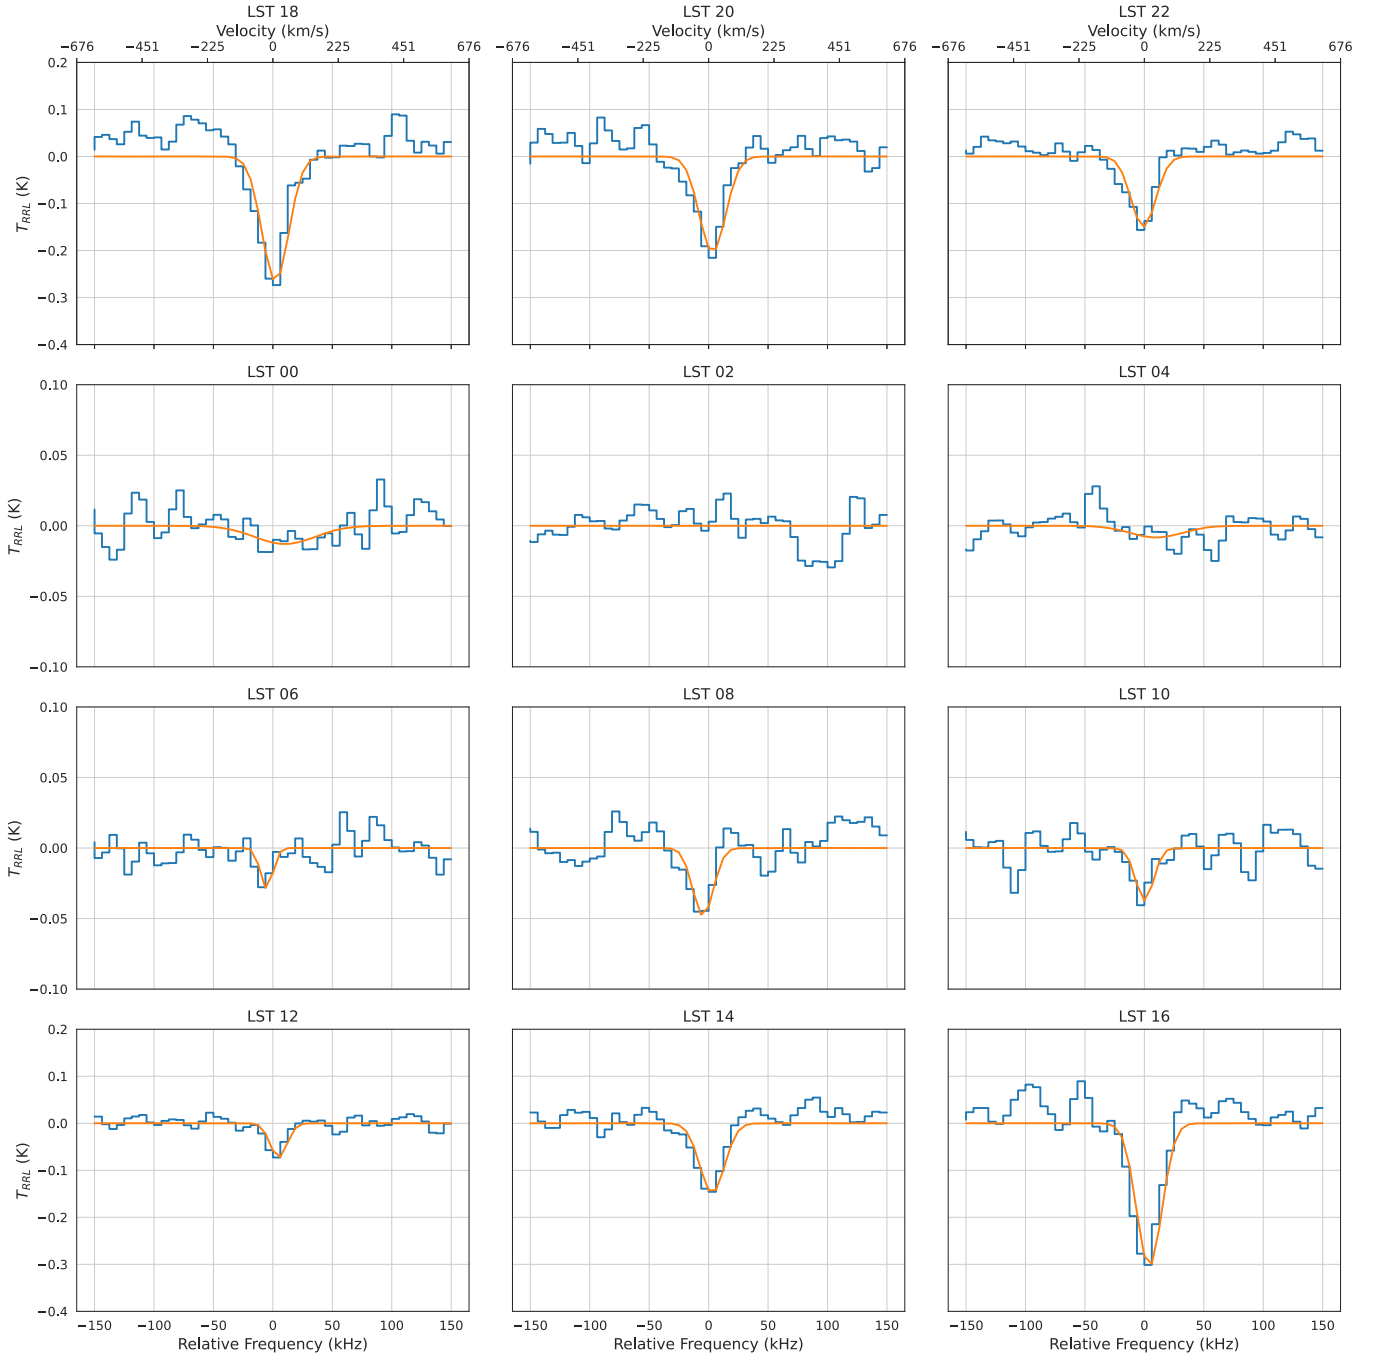 LST 18 LST 20 LST 22
Velocity (km/s) Velocity (km/s) Velocity (km/s)
−676 −451 −225 0 225 451 676 −676 −451 −225 0 225 451 676 −676 −451 −225 0 225 451 676
0.2
0.1
0.0
−0.1
T_RRL (K)
−0.2
−0.3
−0.4
LST 00 LST 02 LST 04
0.10
0.05
0.00
T_RRL (K)
−0.05
−0.10
LST 06 LST 08 LST 10
0.10
0.05
0.00
T_RRL (K)
−0.05
−0.10
LST 12 LST 14 LST 16
0.2
0.1
0.0
−0.1
T_RRL (K)
−0.2
−0.3
−0.4
−150 −100 −50 0 50 100 150 −150 −100 −50 0 50 100 150 −150 −100 −50 0 50 100 150
Relative Frequency (kHz) Relative Frequency (kHz) Relative Frequency (kHz)